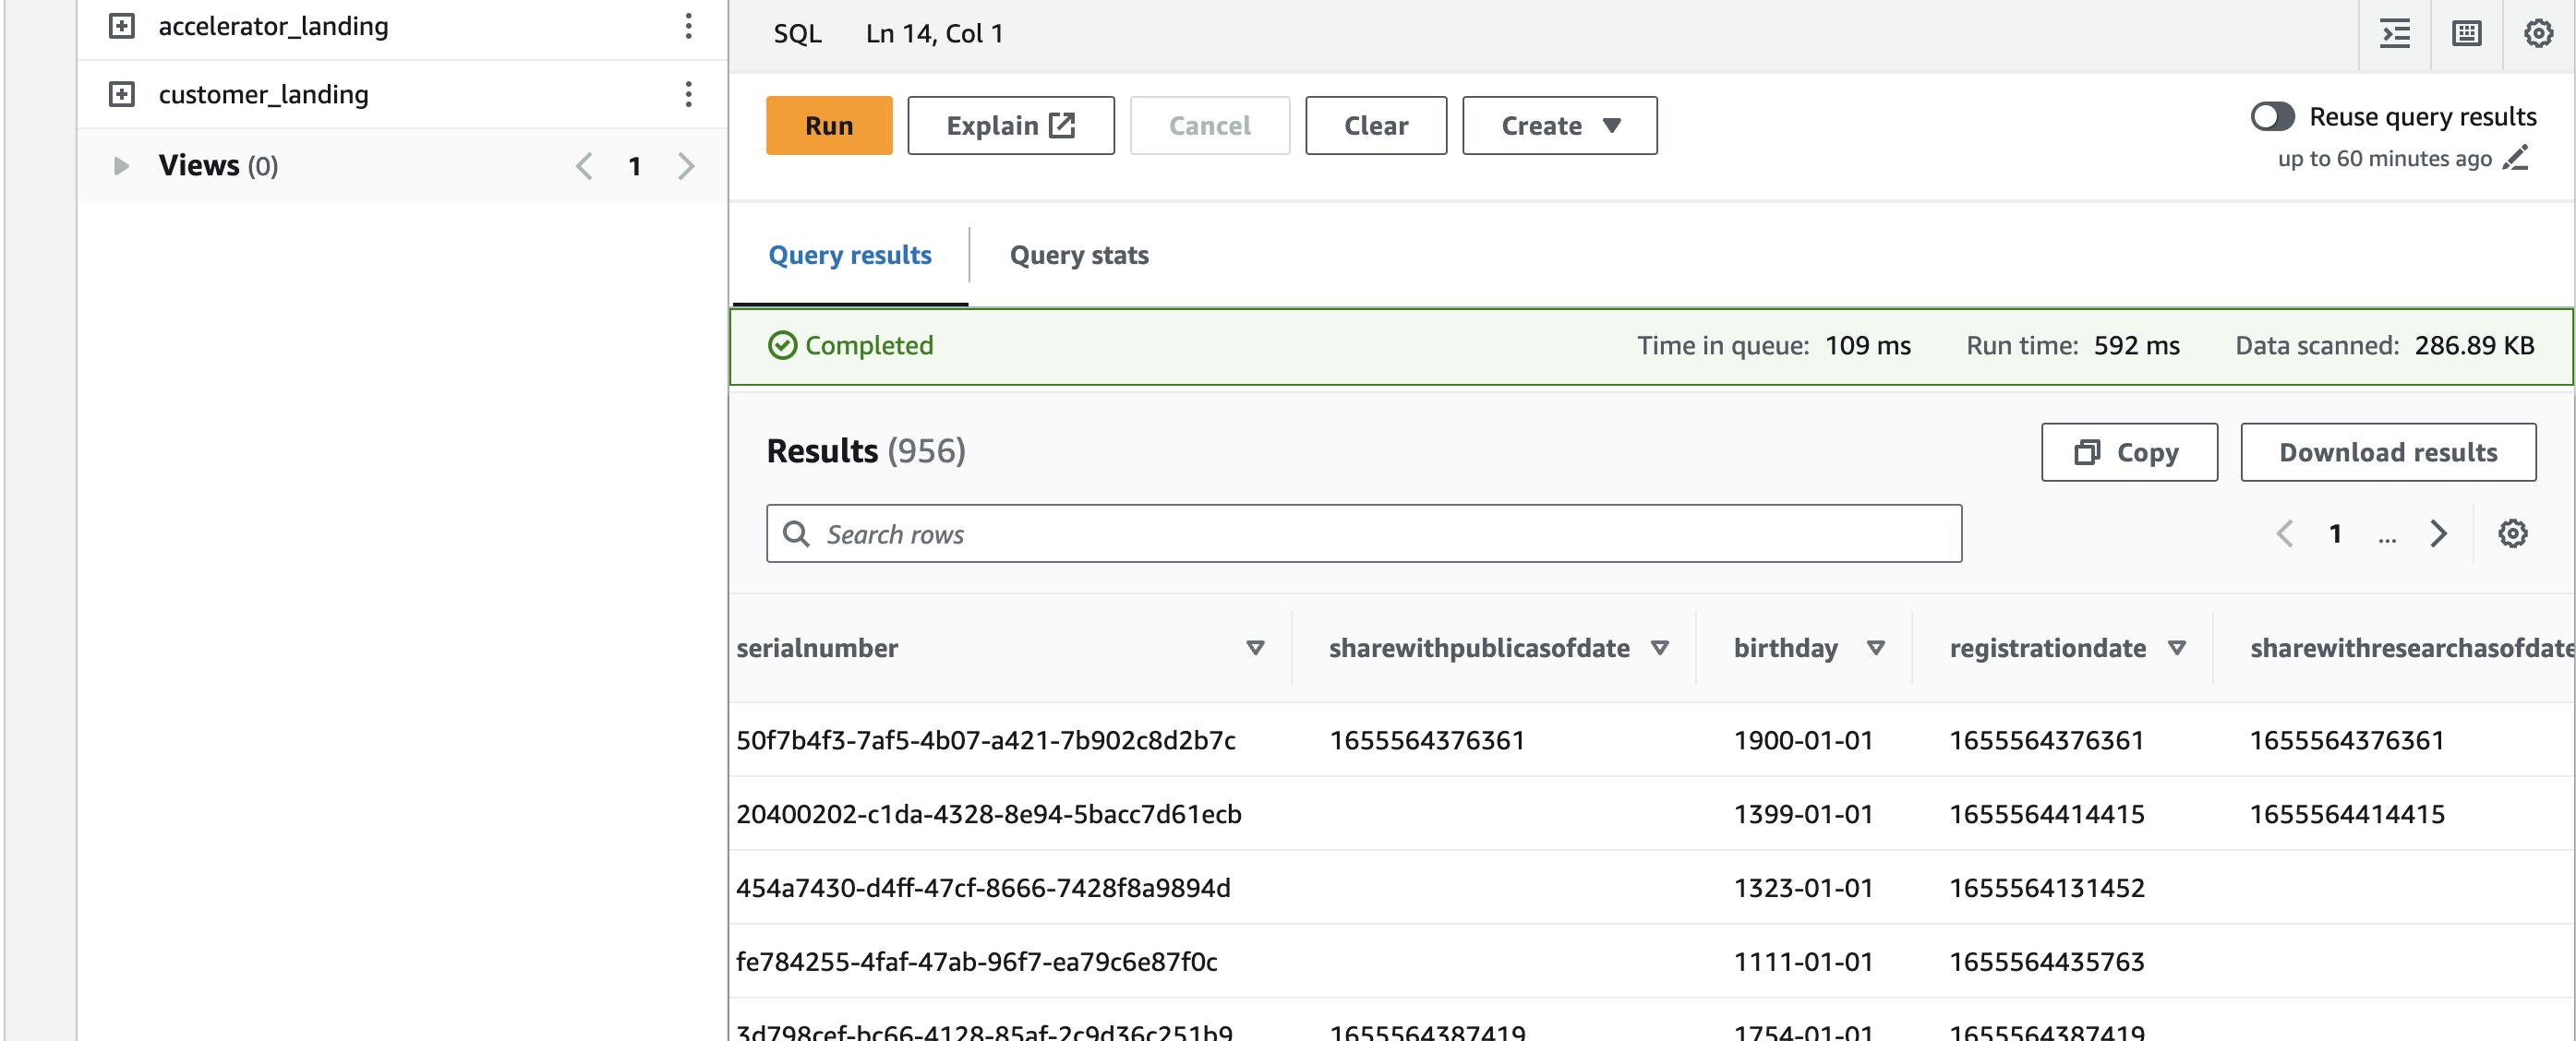 accelerator_landing
customer_landing
Views (0) 1
SQL Ln 14, Col 1
Run Explain Cancel Clear Create
Reuse query results
up to 60 minutes ago
Query results Query stats
Completed Time in queue: 109 ms Run time: 592 ms Data scanned: 286.89 KB
Results (956) Copy Download results
Search rows 1 ...
serialnumber sharewithpublicasofdate birthday registrationdate sharewithresearchasofdate
50f7b4f3-7af5-4b07-a421-7b902c8d2b7c 1655564376361 1900-01-01 1655564376361 1655564376361
20400202-c1da-4328-8e94-5bacc7d61ecb 1399-01-01 1655564414415 1655564414415
454a7430-d4ff-47cf-8666-7428f8a9894d 1323-01-01 1655564131452
fe784255-4faf-47ab-96f7-ea79c6e87f0c 1111-01-01 1655564435763
3d798cef-bc66-4128-85af-2c9d36c251b9 1655564387419 1754-01-01 1655564387419